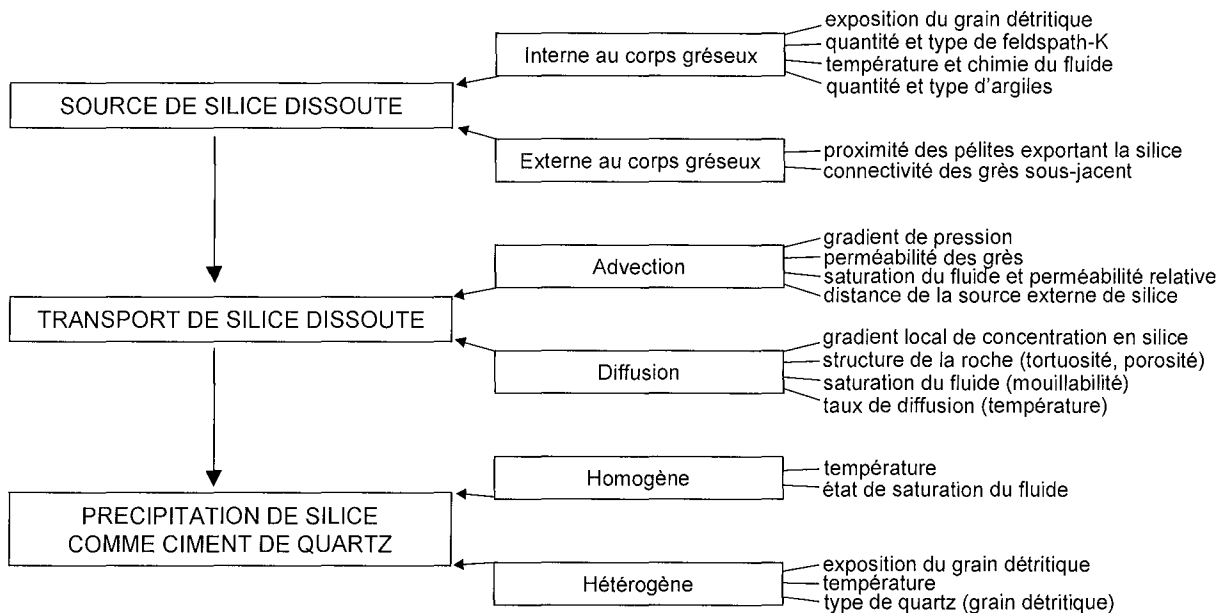 exposition du grain détritique
quantité et type de feldspath-K
Interne au corps gréseux
température et chimie du fluide
quantité et type d'argiles
SOURCE DE SILICE DISSOUTE
Externe au corps gréseux
proximité des pélites exportant la silice
connectivité des grès sous-jacent
gradient de pression
perméabilité des grès
Advection
saturation du fluide et perméabilité relative
distance de la source externe de silice
TRANSPORT DE SILICE DISSOUTE
gradient local de concentration en silice
structure de la roche (tortuosité, porosité)
Diffusion
saturation du fluide (mouillabilité)
taux de diffusion (température)
Homogène
température
état de saturation du fluide
PRECIPITATION DE SILICE
COMME CIMENT DE QUARTZ
exposition du grain détritique
Hétérogène
température
type de quartz (grain détritique)